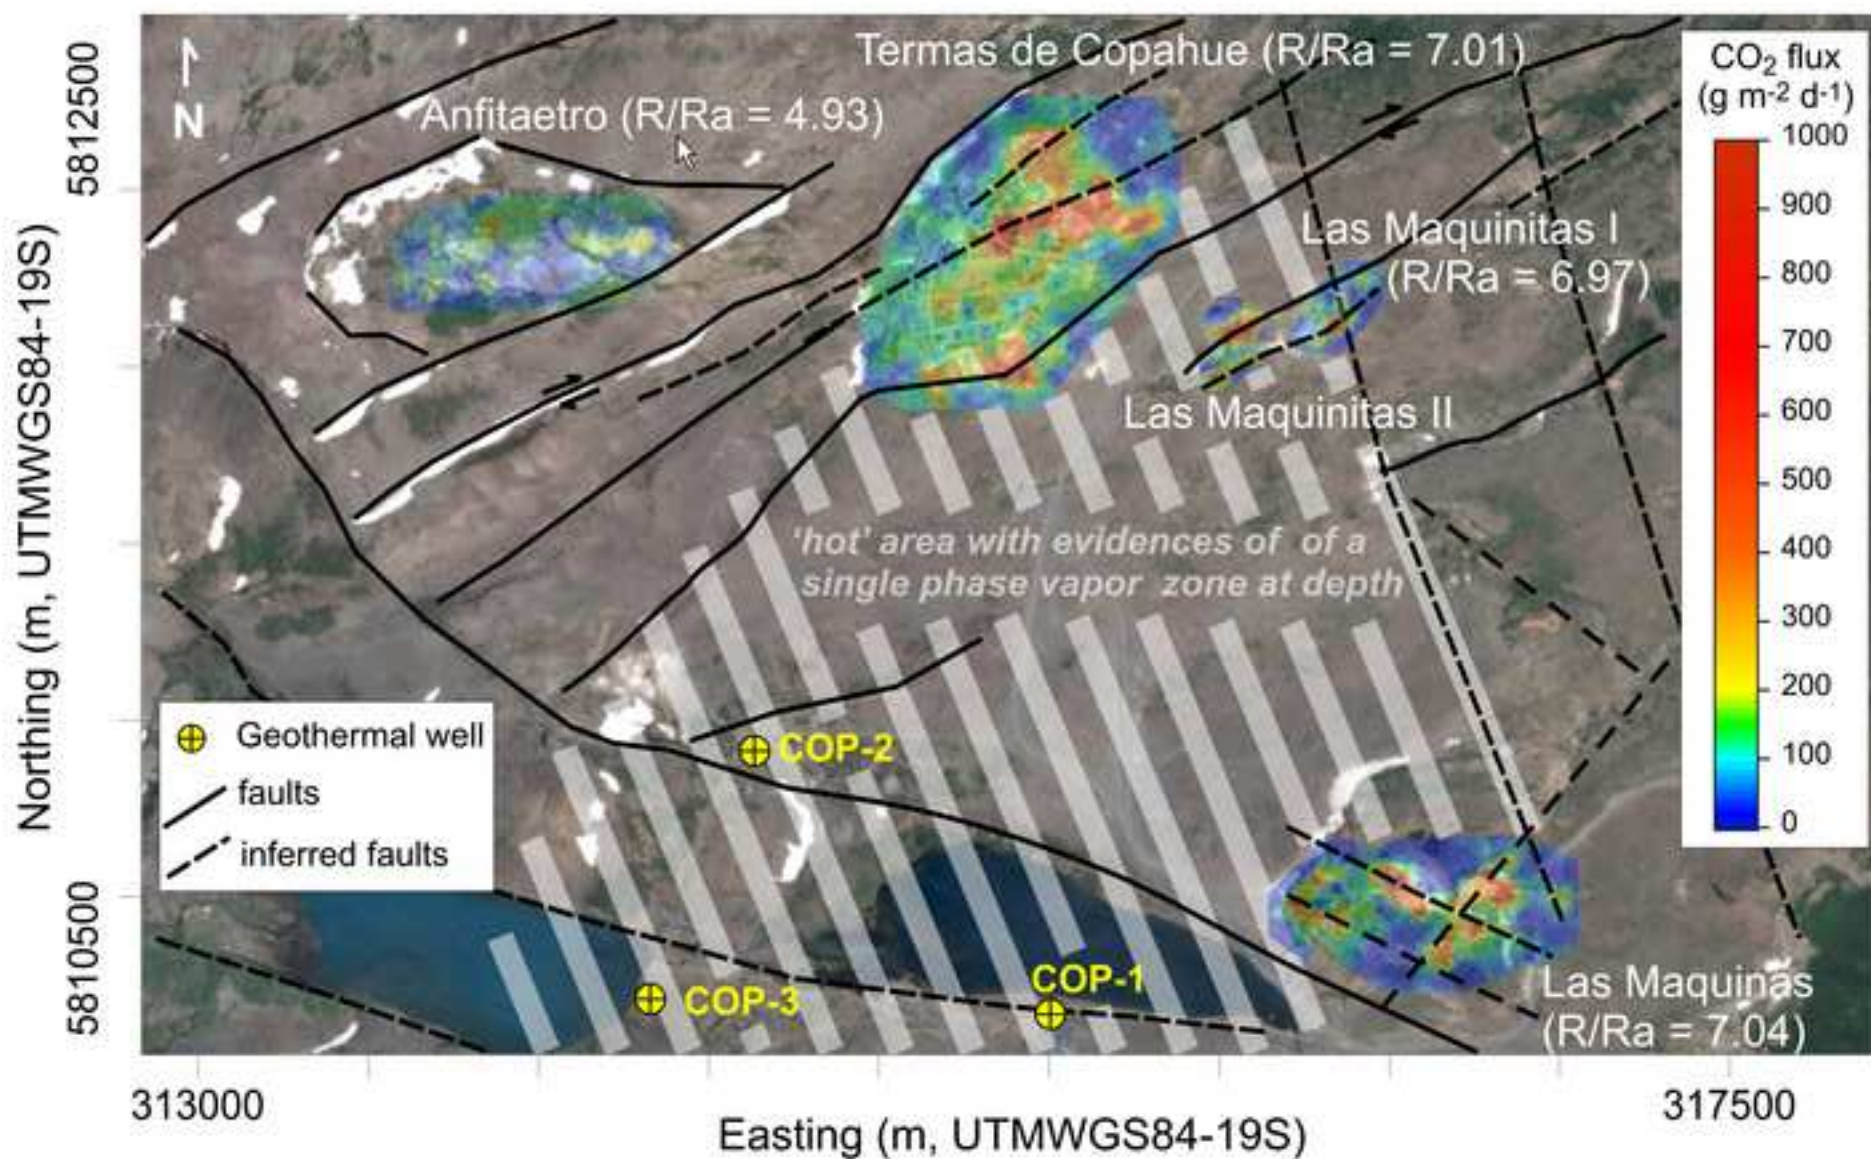 Termas de Copahue (R/Ra = 7.01)
CO2 flux
(g m-2 d-1)
Anfitaetro (R/Ra = 4.93)
N
1000
900
800
700
600
500
400
300
200
100
0
Las Maquinitas I
(R/Ra = 6.97)
Las Maquinitas II
'hot' area with evidences of of a
single phase vapor zone at depth
Geothermal well
faults
inferred faults
COP-2
COP-3
COP-1
Las Maquinas
(R/Ra = 7.04)
5812500
5810500
Northing (m, UTMWGS84-19S)
313000
317500
Easting (m, UTMWGS84-19S)